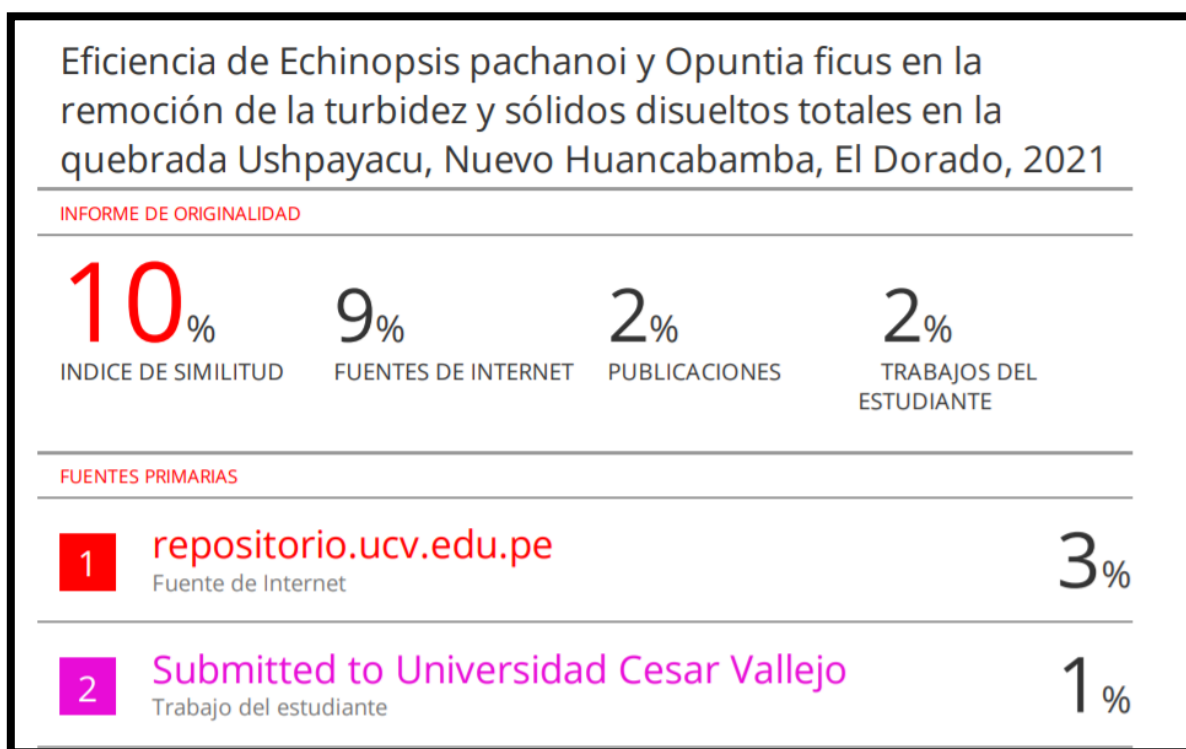 Eficiencia de Echinopsis pachanoi y Opuntia ficus en la
remoción de la turbidez y sólidos disueltos totales en la
quebrada Ushpayacu, Nuevo Huancabamba, El Dorado, 2021
INFORME DE ORIGINALIDAD
10%
INDICE DE SIMILITUD
9%
FUENTES DE INTERNET
2%
PUBLICACIONES
2%
TRABAJOS DEL
ESTUDIANTE
FUENTES PRIMARIAS
1
repositorio.ucv.edu.pe
Fuente de Internet
3%
2
Submitted to Universidad Cesar Vallejo
Trabajo del estudiante
1%